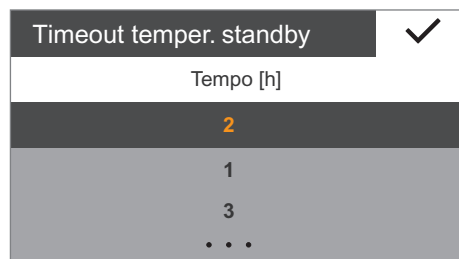 Timeout temper. standby
Tempo [h]
2
1
3
• • •